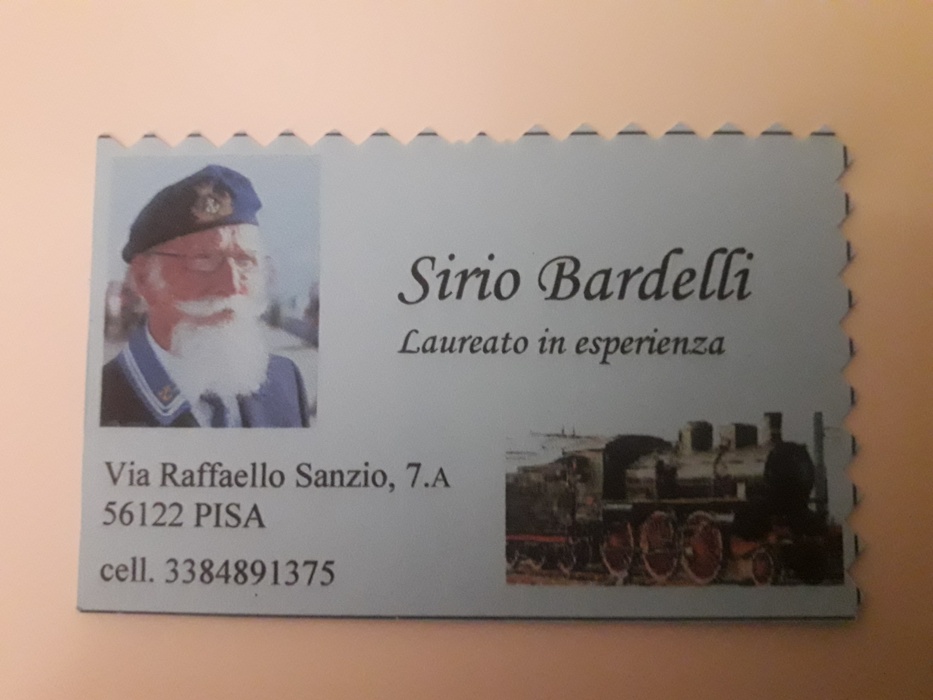 Sirio Bardelli
Laureato in esperienza
Via Raffaello Sanzio, 7.A
56122 PISA
cell. 3384891375